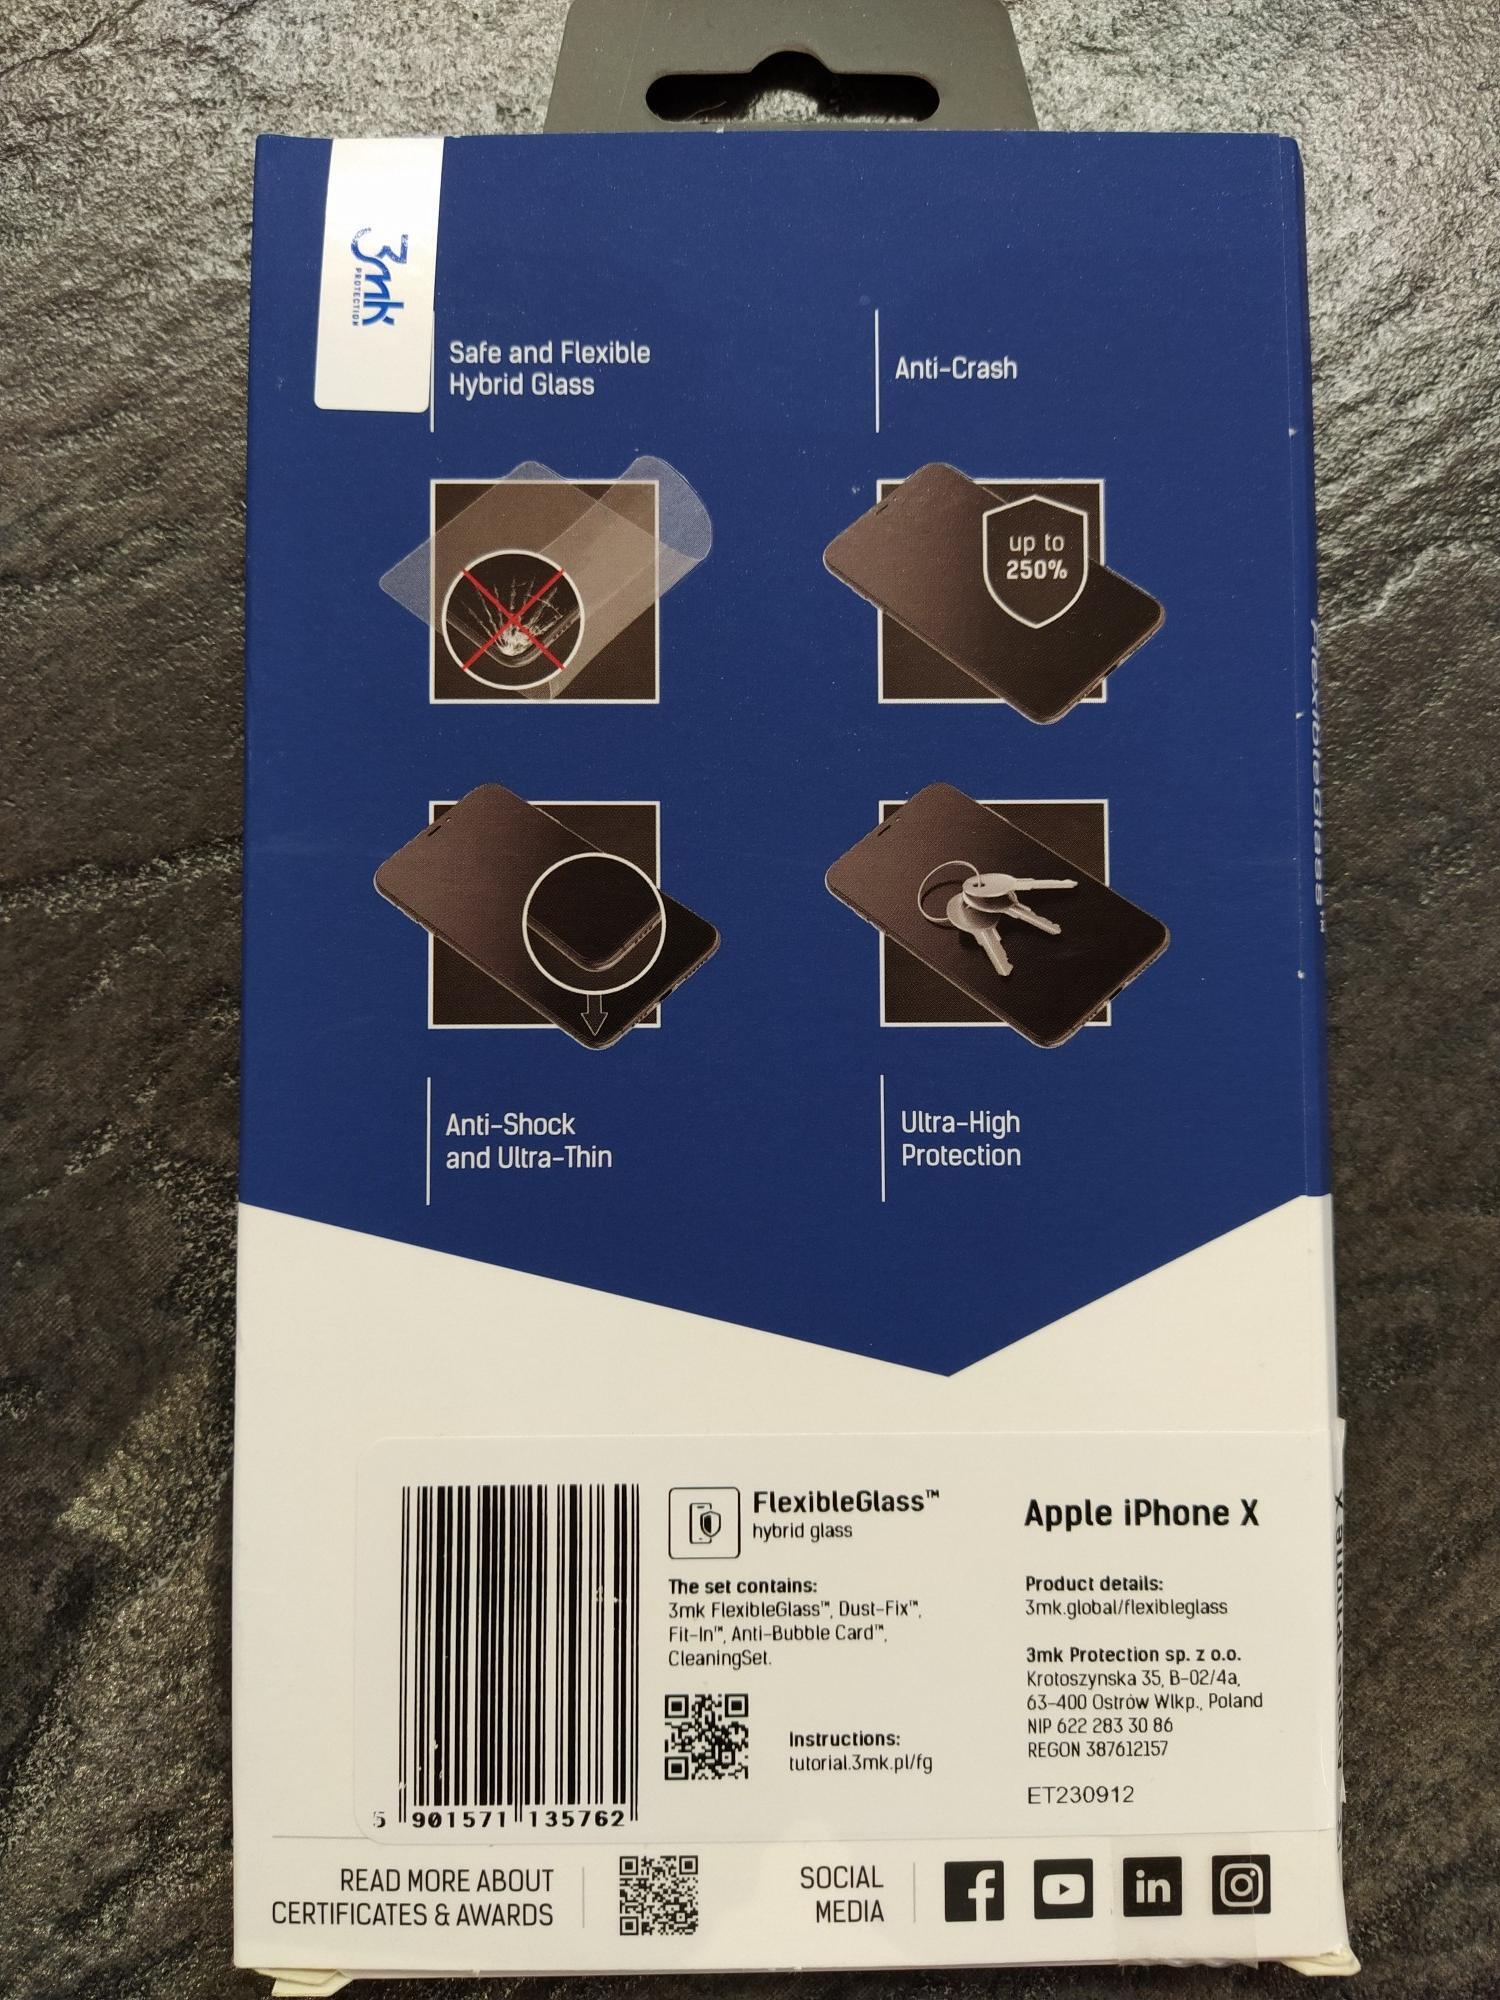 3mk
PROTECTION
Safe and Flexible
Hybrid Glass
Anti-Crash
up to
250%
Anti-Shock
and Ultra-Thin
Ultra-High
Protection
FlexibleGlass™
FlexibleGlass™
hybrid glass
The set contains:
3mk FlexibleGlass™, Dust-Fix™,
Fit-In™, Anti-Bubble Card™,
CleaningSet.
Instructions:
tutorial.3mk.pl/fg
Apple iPhone X
Product details:
3mk.global/flexibleglass
3mk Protection sp. z o.o.
Krotoszynska 35, B-02/4a,
63-400 Ostrów Wlkp., Poland
NIP 622 283 30 86
REGON 387612157
ET230912
5 901571 135762
READ MORE ABOUT
CERTIFICATES & AWARDS
SOCIAL
MEDIA
f
in